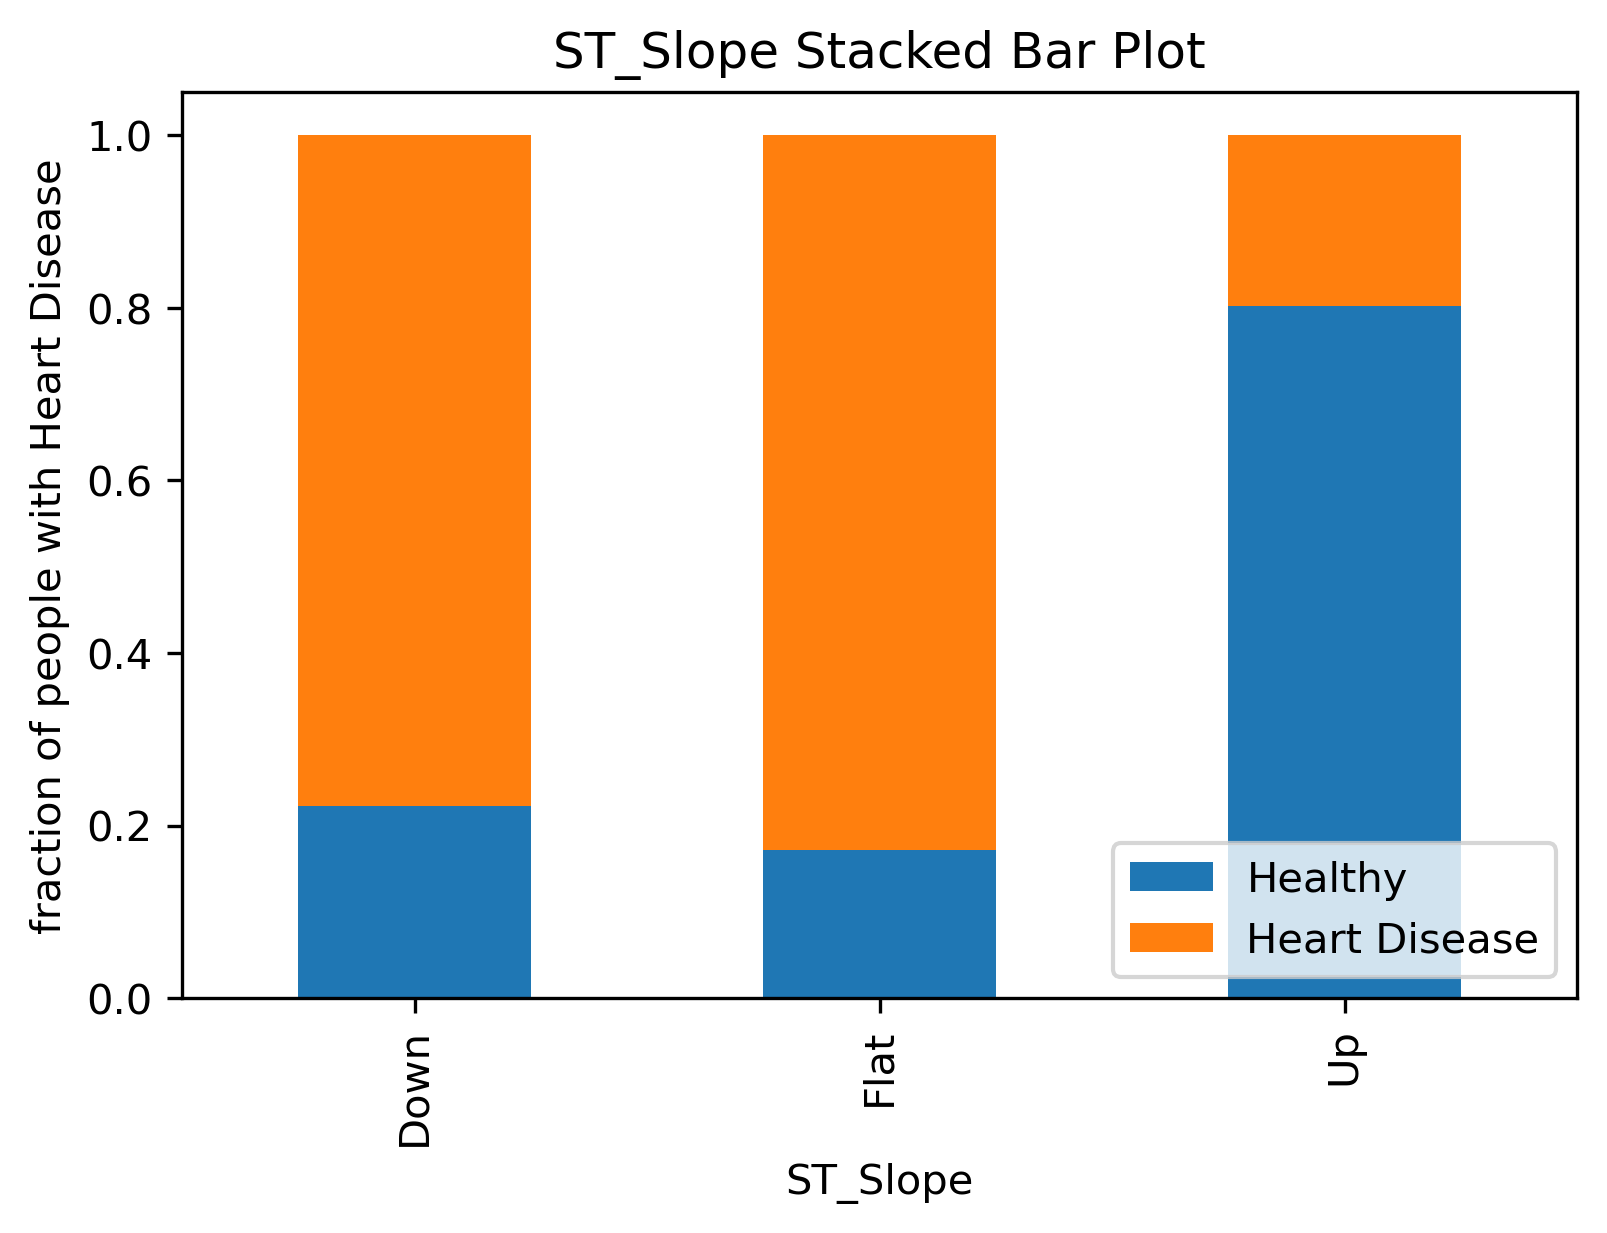 ST_Slope Stacked Bar Plot
fraction of people with Heart Disease
1.0
0.8
0.6
0.4
0.2
0.0
Healthy
Heart Disease
Down
Flat
Up
ST_Slope